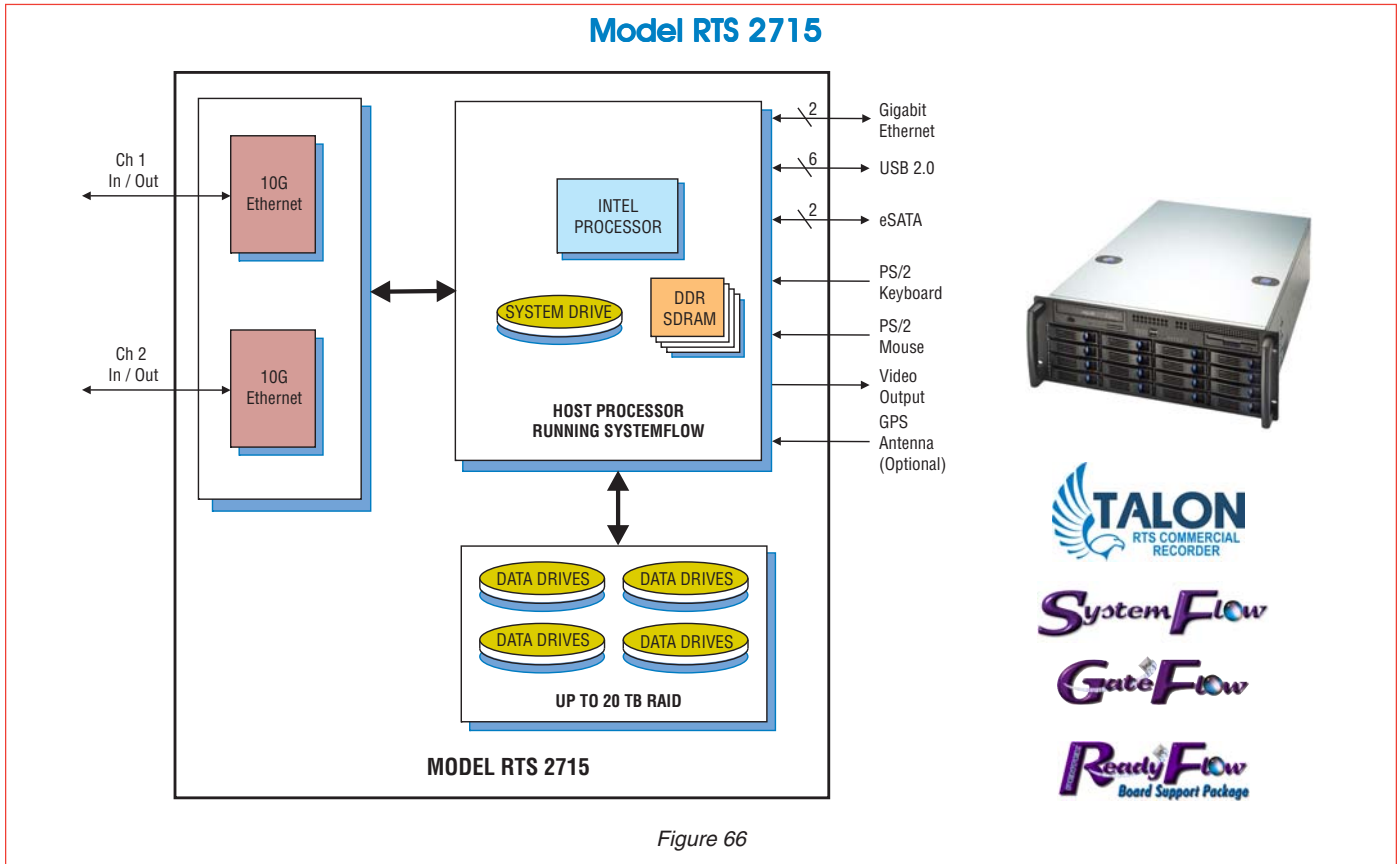 Model RTS 2715
Ch 1
In / Out
10G
Ethernet
Ch 2
In / Out
10G
Ethernet
INTEL
PROCESSOR
SYSTEM DRIVE
DDR
SDRAM
HOST PROCESSOR
RUNNING SYSTEMFLOW
2
Gigabit
Ethernet
6
USB 2.0
2
eSATA
PS/2
Keyboard
PS/2
Mouse
Video
Output
GPS
Antenna
(Optional)
DATA DRIVES
DATA DRIVES
DATA DRIVES
DATA DRIVES
UP TO 20 TB RAID
MODEL RTS 2715
TALON
RTS COMMERCIAL
RECORDER
SystemFlow
GateFlow
ReadyFlow
Board Support Package
Figure 66